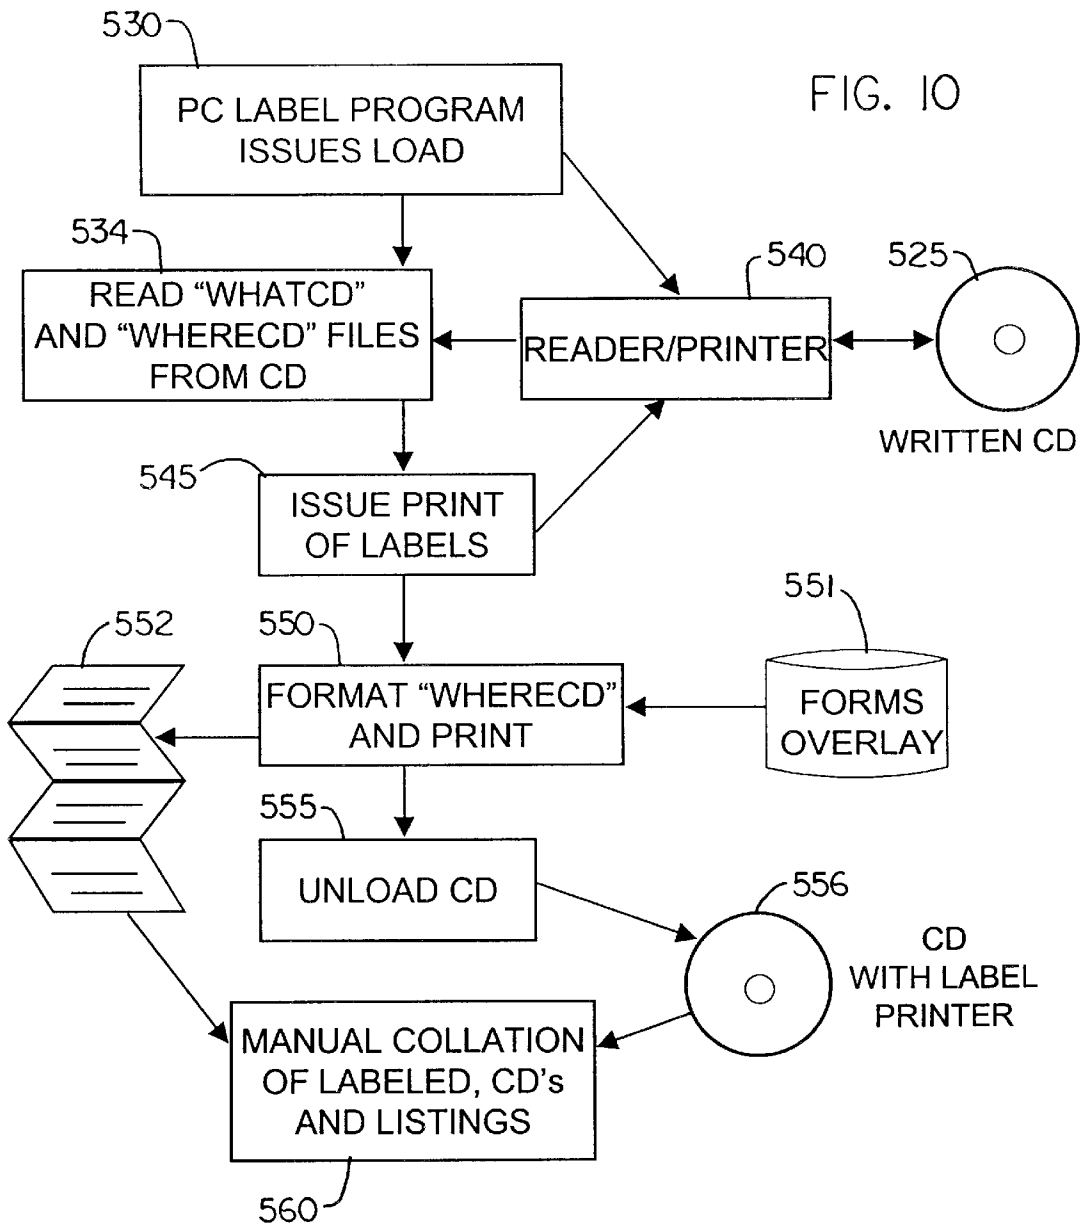 530
FIG. 10
PC LABEL PROGRAM
ISSUES LOAD
534
540
525
READ “WHATCD”
AND “WHERECD” FILES
FROM CD
READER/PRINTER
WRITTEN CD
545
ISSUE PRINT
OF LABELS
551
552
550
FORMAT “WHERECD”
AND PRINT
FORMS
OVERLAY
555
UNLOAD CD
556
CD
WITH LABEL
PRINTER
MANUAL COLLATION
OF LABELED, CD's
AND LISTINGS
560